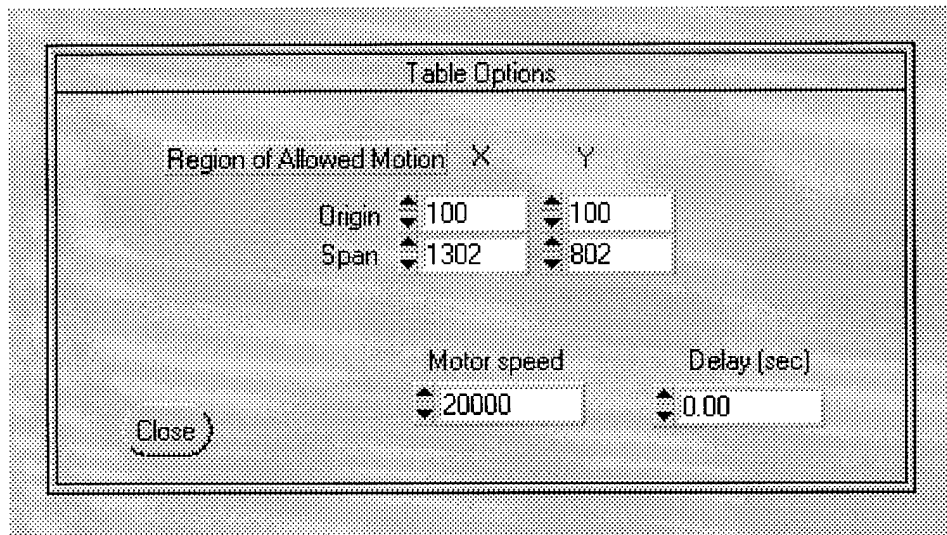 Table Options
Region of Allowed Motion X Y
Origin 100 100
Span 1302 802
Motor speed Delay (sec)
20000 0.00
Close